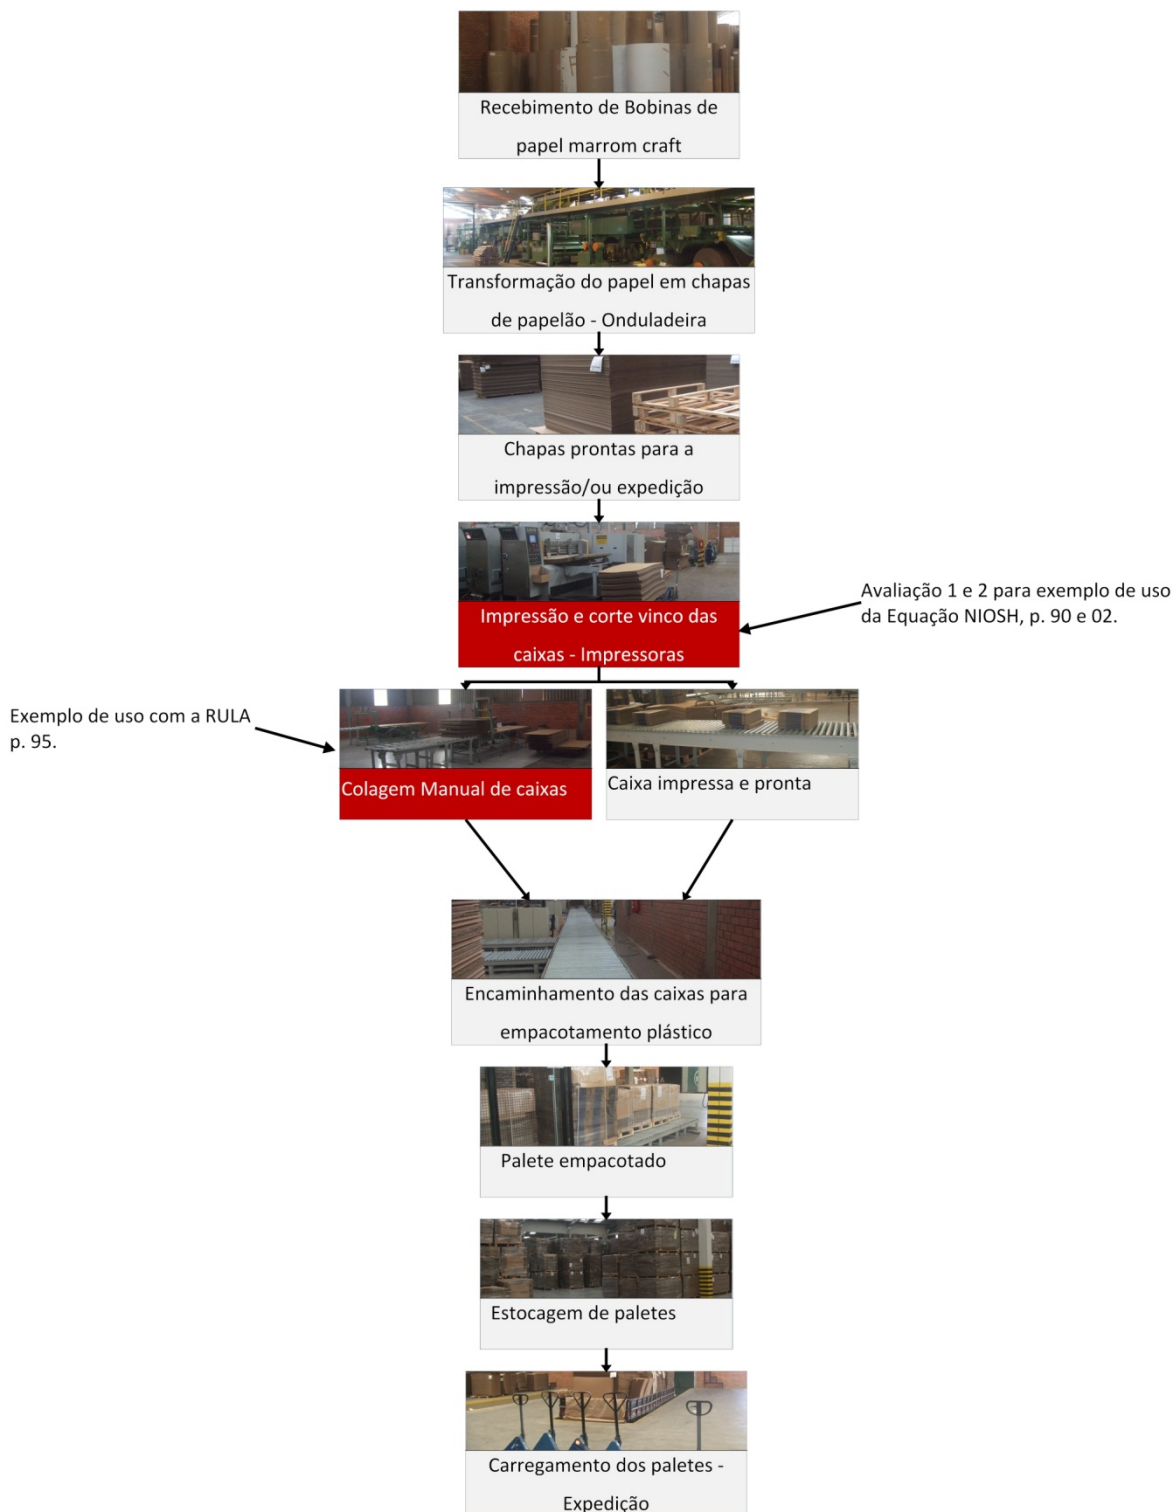 Recebimento de Bobinas de
papel marrom craft
Transformação do papel em chapas
de papelão - Onduladeira
Chapas prontas para a
impressão/ou expedição
Impressão e corte vinco das
caixas - Impressoras
Avaliação 1 e 2 para exemplo de uso
da Equação NIOSH, p. 90 e 02.
Exemplo de uso com a RULA
p. 95.
Colagem Manual de caixas
Caixa impressa e pronta
Encaminhamento das caixas para
empacotamento plástico
Palete empacotado
Estocagem de paletes
Carregamento dos paletes -
Expedição